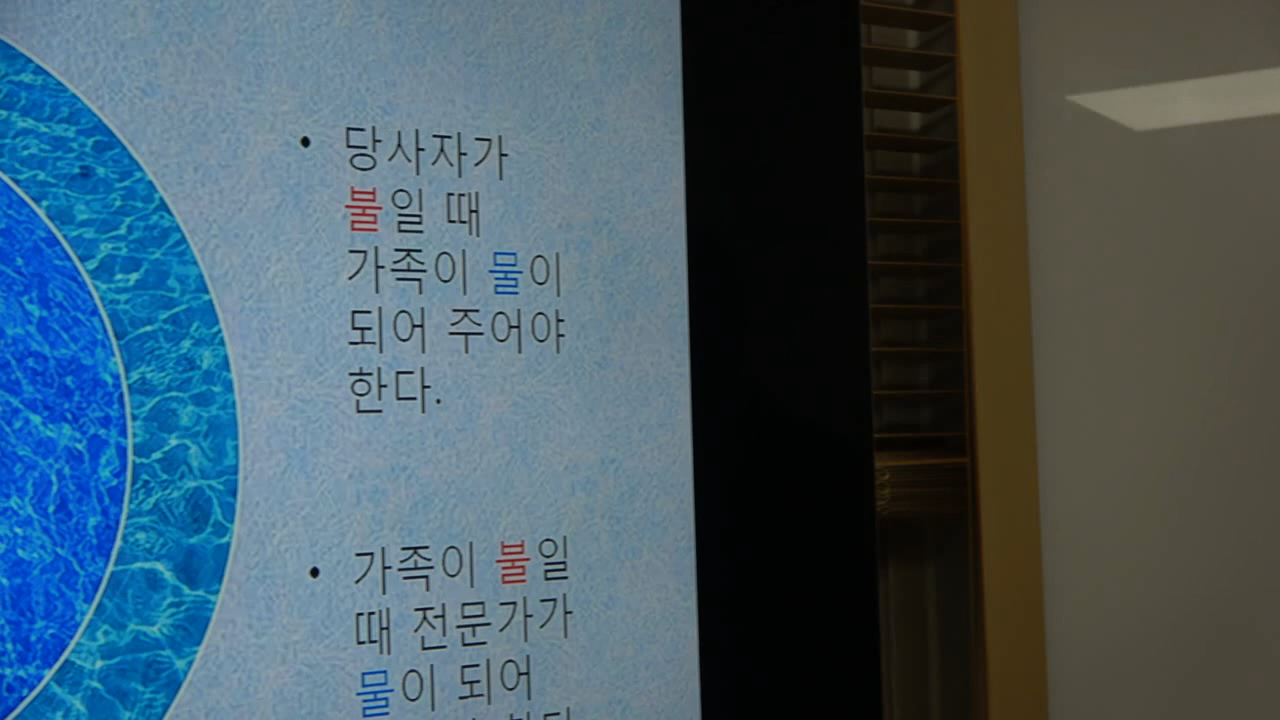 • 당사자가
불일 때
가족이 물이
되어 주어야
한다.
• 가족이 불일
때 전문가가
물이 되어